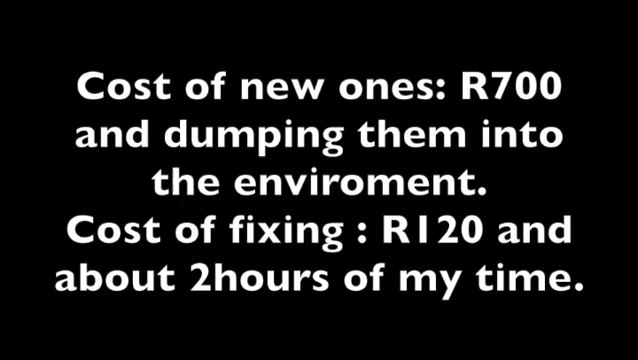 Cost of new ones: R700
and dumping them into
the enviroment.
Cost of fixing : R120 and
about 2hours of my time.